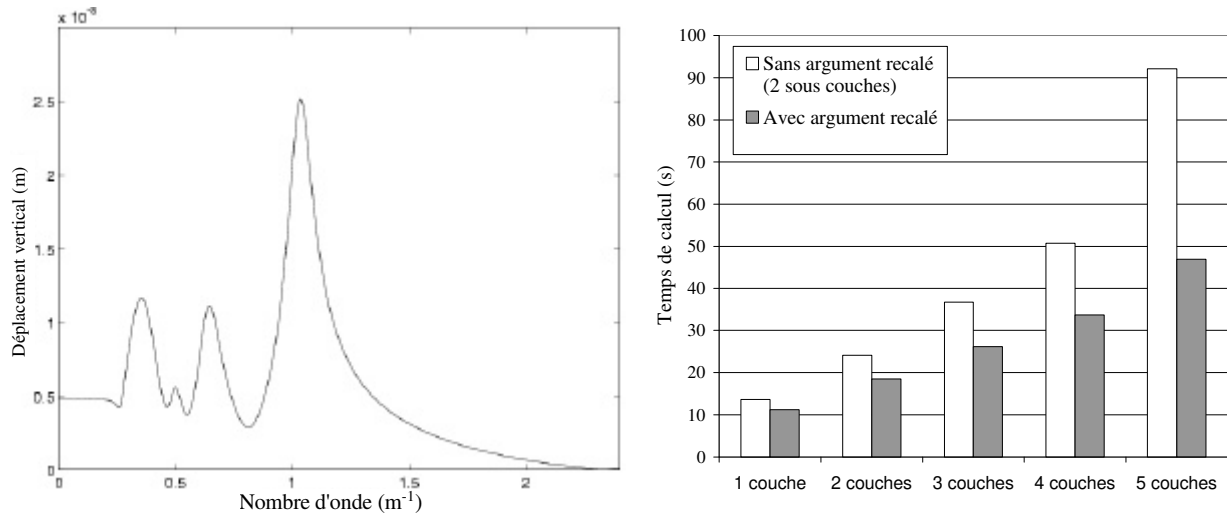 × 10⁻⁸
2.5
2
1.5
1
0.5
0
Déplacement vertical (m)
0
0.5
1
1.5
2
Nombre d'onde (m⁻¹)
100
90
80
70
60
50
40
30
20
10
0
Temps de calcul (s)
Sans argument recalé
(2 sous couches)
Avec argument recalé
1 couche
2 couches
3 couches
4 couches
5 couches